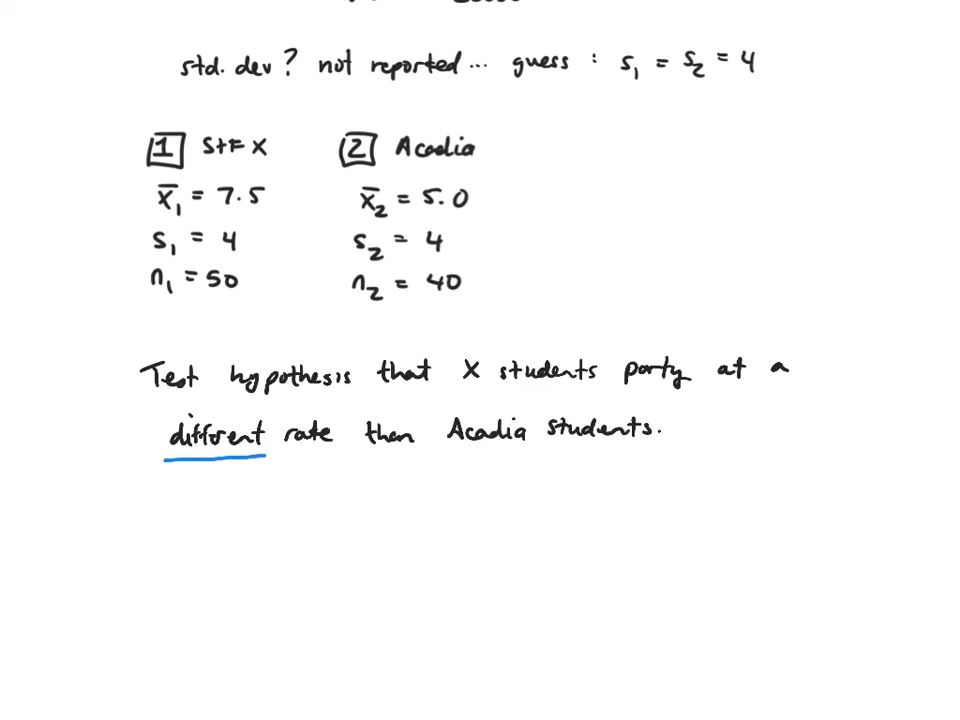 std. dev? not reported... guess : s₁ = s₂ = 4
1 StFX 2 Acadia
x̄₁ = 7.5 x̄₂ = 5.0
s₁ = 4 s₂ = 4
n₁ = 50 n₂ = 40
Test hypothesis that X students party at a
different rate then Acadia students.